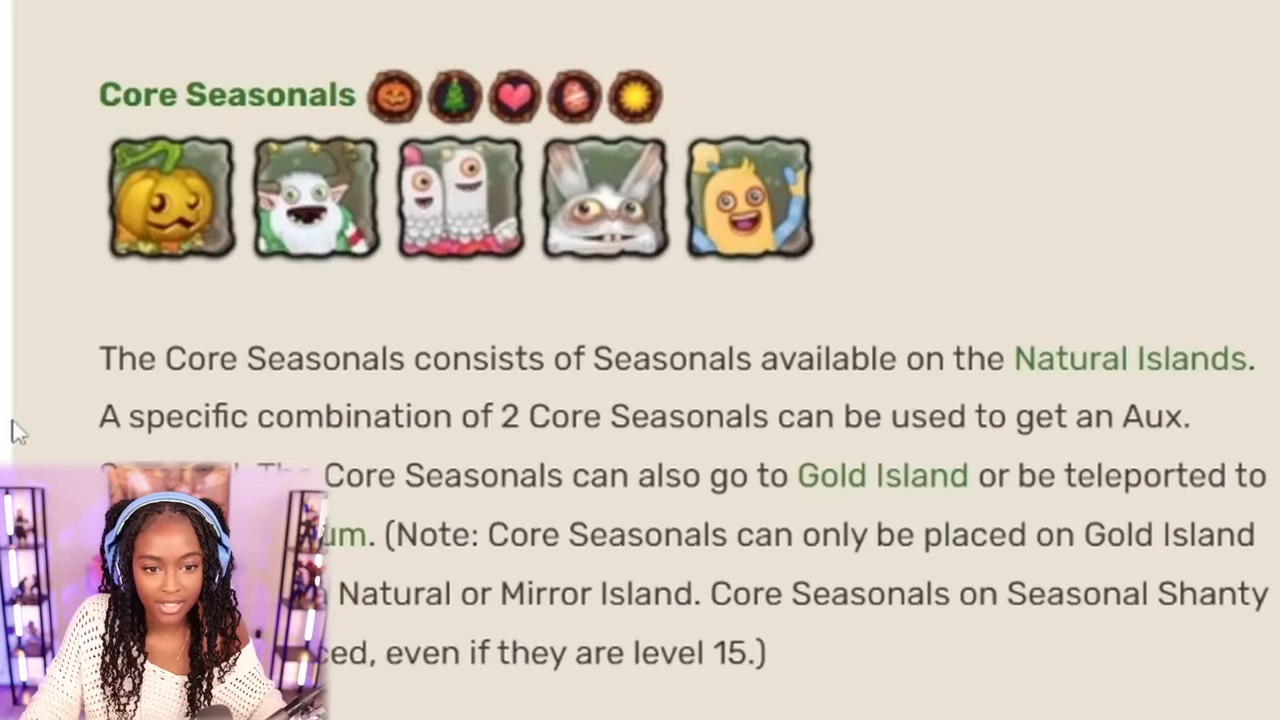 Core Seasonals
The Core Seasonals consists of Seasonals available on the Natural Islands.
A specific combination of 2 Core Seasonals can be used to get an Aux.
Core Seasonals can also go to Gold Island or be teleported to
um. (Note: Core Seasonals can only be placed on Gold Island
Natural or Mirror Island. Core Seasonals on Seasonal Shanty
ced, even if they are level 15.)